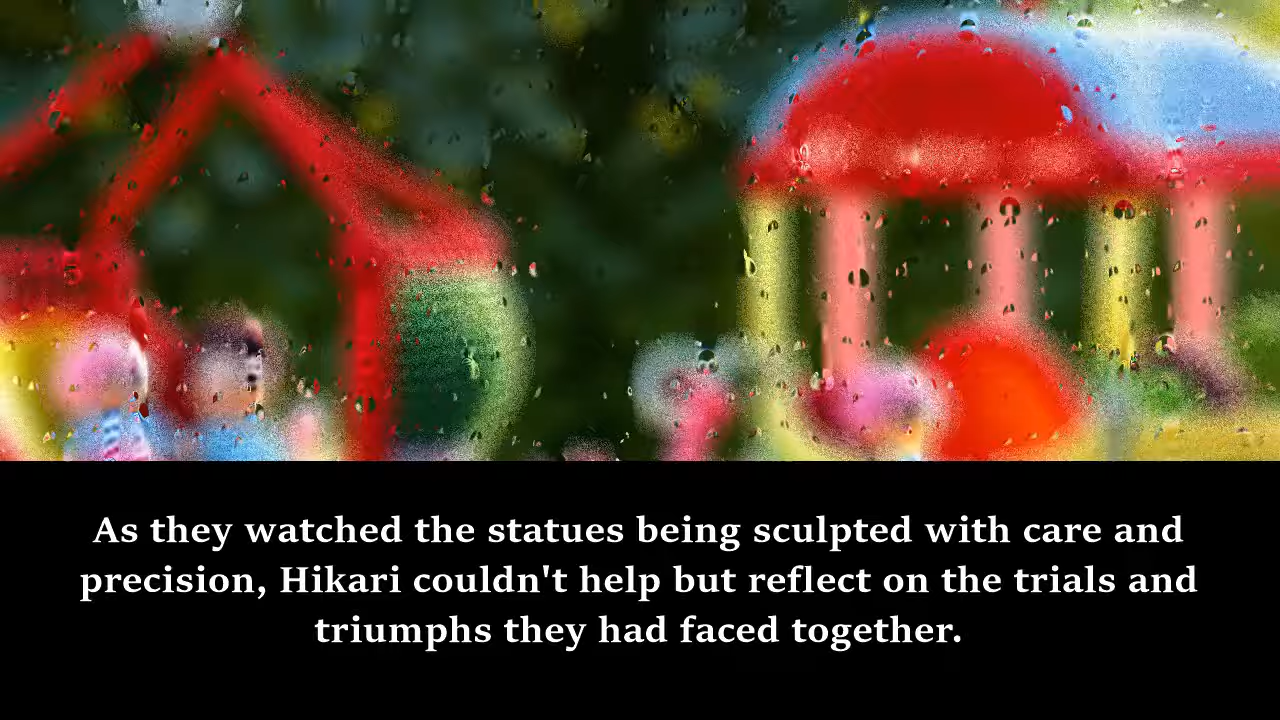 As they watched the statues being sculpted with care and
precision, Hikari couldn't help but reflect on the trials and
triumphs they had faced together.